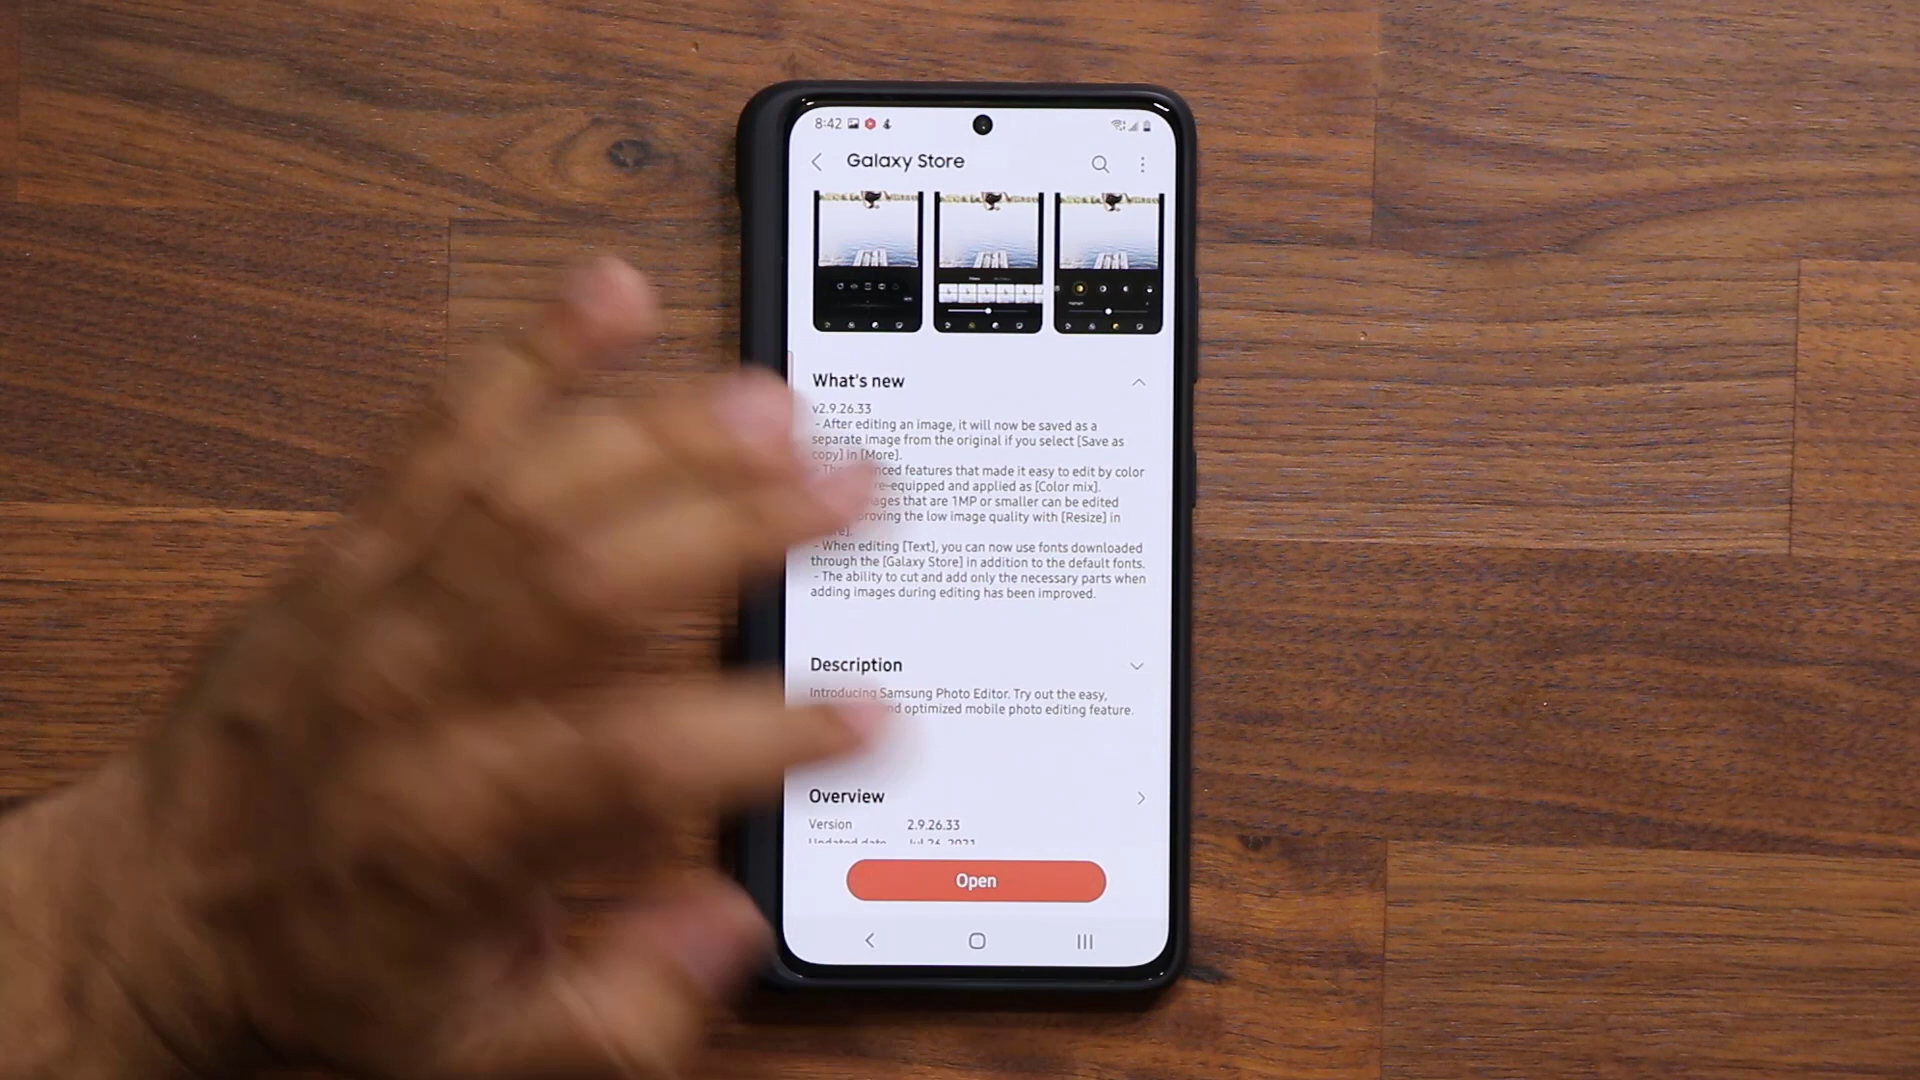 8:42
Galaxy Store
What's new
v2.9.26.33
- After editing an image, it will now be saved as a
separate image from the original if you select [Save as
copy] in [More].
features that made it easy to edit by color
re-equipped and applied as [Color mix].
that are 1MP or smaller can be edited
the low image quality with [Resize] in
- When editing [Text], you can now use fonts downloaded
through the [Galaxy Store] in addition to the default fonts.
- The ability to cut and add only the necessary parts when
adding images during editing has been improved.
Description
Introducing Samsung Photo Editor. Try out the easy,
optimized mobile photo editing feature.
Overview
Version 2.9.26.33
Updated date Jul 26, 2021
Open